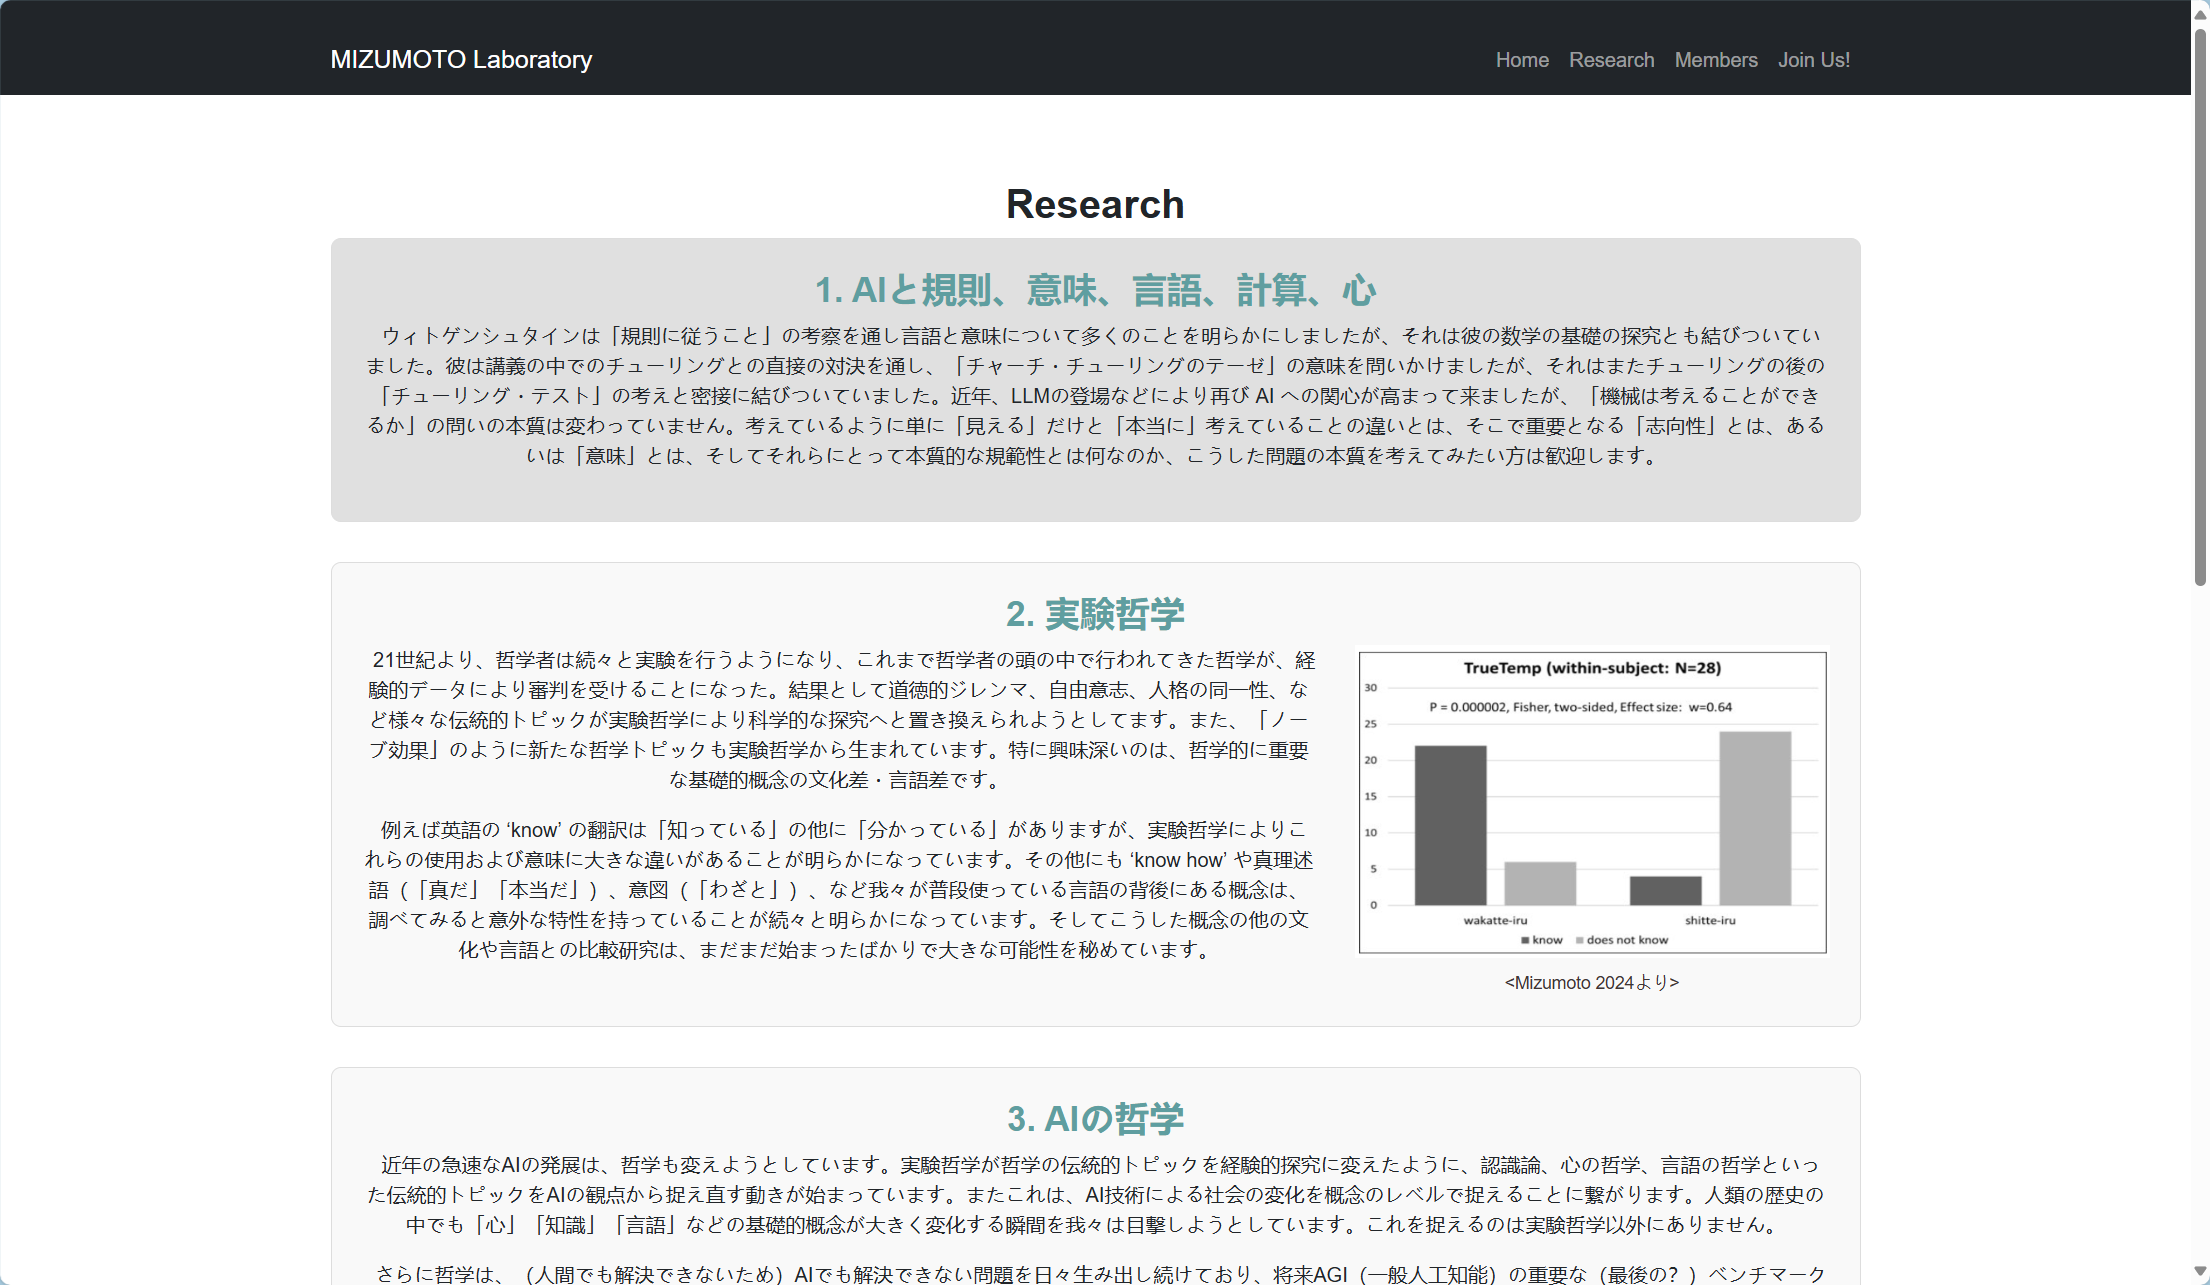 MIZUMOTO Laboratory
Home Research Members Join Us!
Research
1. AIと規則、意味、言語、計算、心
ウィトゲンシュタインは「規則に従うこと」の考察を通し言語と意味について多くのことを明らかにしましたが、それは彼の数学の基礎の探究とも結びついてい
ました。彼は講義の中でのチューリングとの直接の対決を通し、「チャーチ・チューリングのテーゼ」の意味を問いかけましたが、それはまたチューリングの後の
「チューリング・テスト」の考えと密接に結びついていました。近年、LLMの登場などにより再び AI への関心が高まって来ましたが、「機械は考えることができ
るか」の問いの本質は変わっていません。考えているように単に「見える」だけと「本当に」考えていることの違いとは、そこで重要となる「志向性」とは、ある
いは「意味」とは、そしてそれらにとって本質的な規範性とは何なのか、こうした問題の本質を考えてみたい方は歓迎します。
2. 実験哲学
21世紀より、哲学者は続々と実験を行うようになり、これまで哲学者の頭の中で行われてきた哲学が、経
験的データにより審判を受けることになった。結果として道徳的ジレンマ、自由意志、人格の同一性、な
ど様々な伝統的トピックが実験哲学により科学的な探究へと置き換えられようとしてます。また、「ノー
ブ効果」のように新たな哲学トピックも実験哲学から生まれています。特に興味深いのは、哲学的に重要
な基礎的概念の文化差・言語差です。
例えば英語の ‘know’ の翻訳は「知っている」の他に「分かっている」がありますが、実験哲学によりこ
れらの使用および意味に大きな違いがあることが明らかになっています。その他にも ‘know how’ や真理述
語（「真だ」「本当だ」）、意図（「わざと」）、など我々が普段使っている言語の背後にある概念は、
調べてみると意外な特性を持っていることが続々と明らかになっています。そしてこうした概念の他の文
化や言語との比較研究は、まだまだ始まったばかりで大きな可能性を秘めています。
TrueTemp (within-subject: N=28)
P = 0.000002, Fisher, two-sided, Effect size: w=0.64
30
25
20
15
10
5
0
wakatte-iru shitte-iru
know does not know
<Mizumoto 2024より>
3. AIの哲学
近年の急速なAIの発展は、哲学も変えようとしています。実験哲学が哲学の伝統的トピックを経験的探究に変えたように、認識論、心の哲学、言語の哲学といっ
た伝統的トピックをAIの観点から捉え直す動きが始まっています。またこれは、AI技術による社会の変化を概念のレベルで捉えることに繋がります。人類の歴史の
中でも「心」「知識」「言語」などの基礎的概念が大きく変化する瞬間を我々は目撃しようとしています。これを捉えるのは実験哲学以外にありません。
さらに哲学は、（人間でも解決できないため）AIでも解決できない問題を日々生み出し続けており、将来AGI（一般人工知能）の重要な（最後の？）ベンチマーク